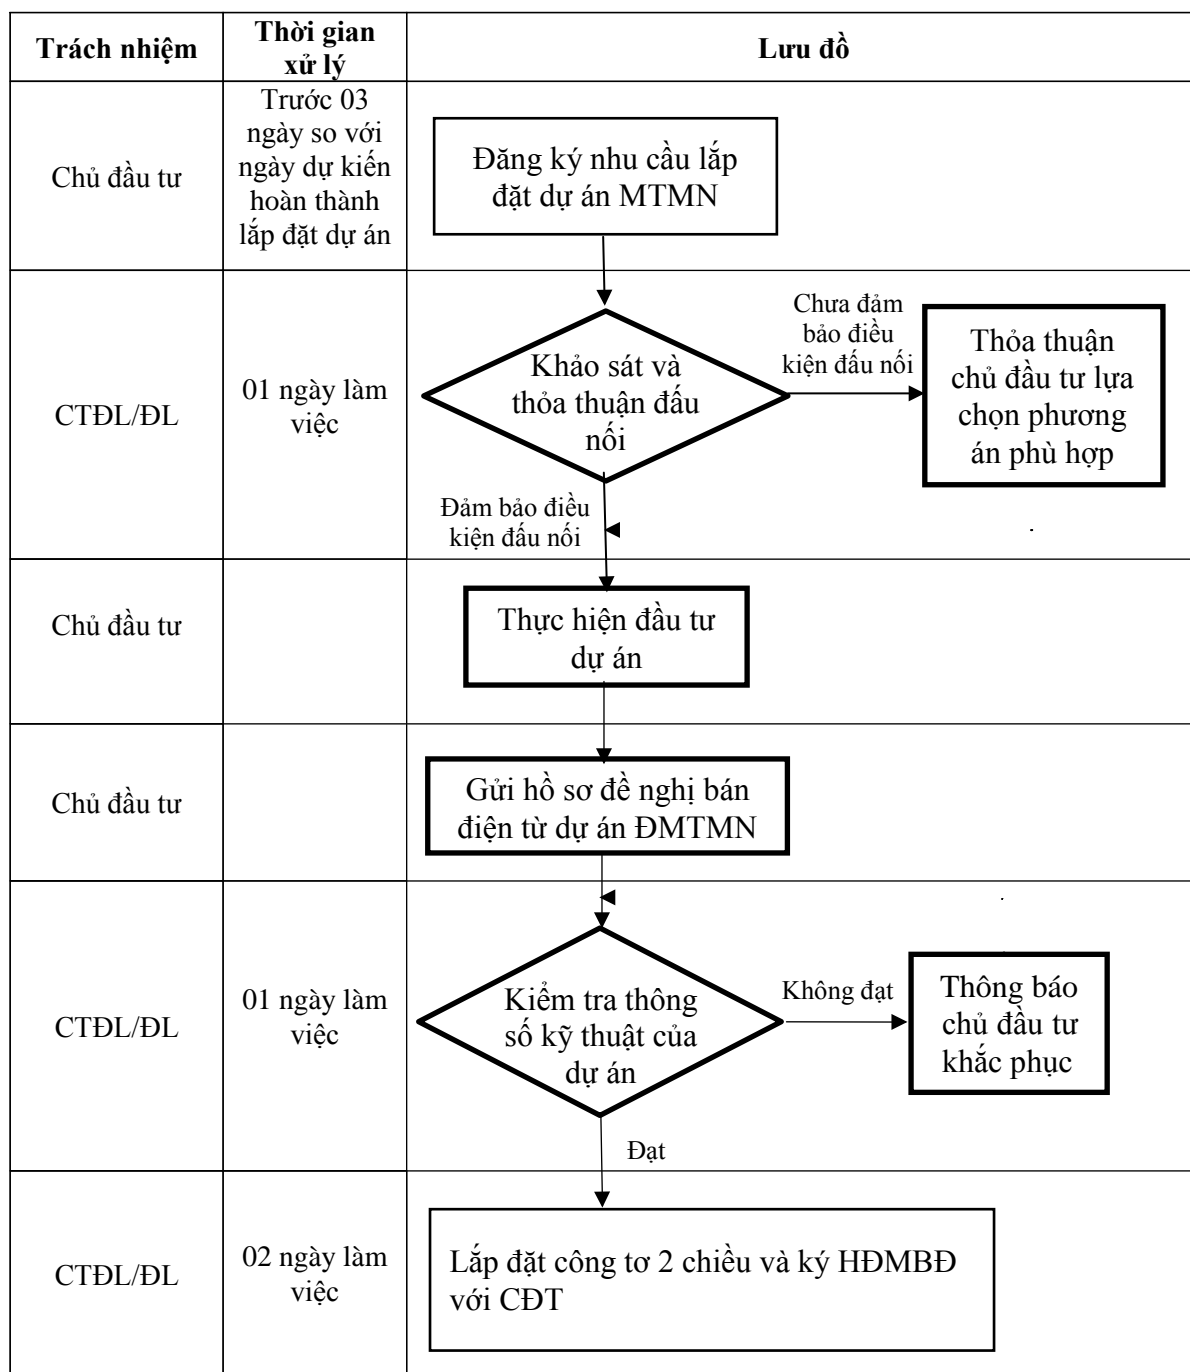 Trách nhiệm
Thời gian
xử lý
Lưu đồ
Chủ đầu tư
Trước 03
ngày so với
ngày dự kiến
hoàn thành
lắp đặt dự án
Đăng ký nhu cầu lắp
đặt dự án MTMN
CTĐL/ĐL
01 ngày làm
việc
Khảo sát và
thỏa thuận đấu
nối
Chưa đảm
bảo điều
kiện đấu nối
Thỏa thuận
chủ đầu tư lựa
chọn phương
án phù hợp
Đảm bảo điều
kiện đấu nối
Chủ đầu tư
Thực hiện đầu tư
dự án
Chủ đầu tư
Gửi hồ sơ đề nghị bán
điện từ dự án ĐMTMN
CTĐL/ĐL
01 ngày làm
việc
Kiểm tra thông
số kỹ thuật của
dự án
Không đạt
Thông báo
chủ đầu tư
khắc phục
Đạt
CTĐL/ĐL
02 ngày làm
việc
Lắp đặt công tơ 2 chiều và ký HĐMBĐ
với CĐT